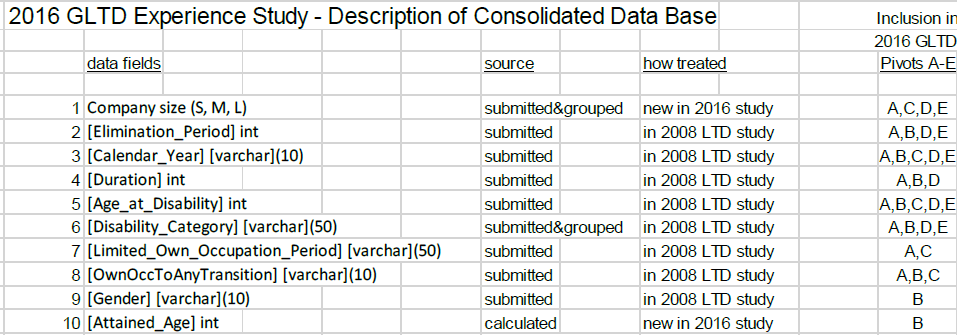 2016 GLTD Experience Study - Description of Consolidated Data Base Inclusion in
2016 GLTD
data fields source how treated Pivots A-E
1 Company size (S, M, L) submitted&grouped new in 2016 study A,C,D,E
2 [Elimination_Period] int submitted in 2008 LTD study A,B,D,E
3 [Calendar_Year] [varchar](10) submitted in 2008 LTD study A,B,C,D,E
4 [Duration] int submitted in 2008 LTD study A,B,D
5 [Age_at_Disability] int submitted in 2008 LTD study A,B,C,D,E
6 [Disability_Category] [varchar](50) submitted&grouped in 2008 LTD study A,B,D,E
7 [Limited_Own_Occupation_Period] [varchar](50) submitted in 2008 LTD study A,C
8 [OwnOccToAnyTransition] [varchar](10) submitted in 2008 LTD study A,B,C
9 [Gender] [varchar](10) submitted in 2008 LTD study B
10 [Attained_Age] int calculated new in 2016 study B